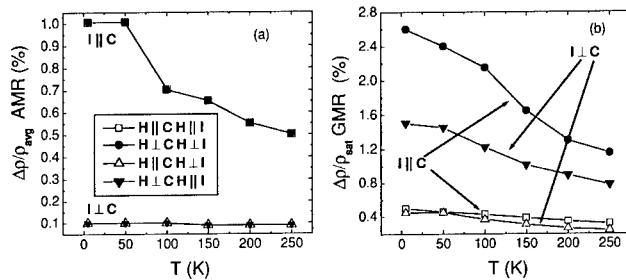 (a)
I∥C
H∥C H∥I
H⊥C H⊥I
H∥C H⊥I
H⊥C H∥I
I⊥C
Δρ/ρavg AMR (%)
1.0
0.9
0.8
0.7
0.6
0.5
0.4
0.3
0.2
0.1
0 50 100 150 200 250
T (K)
(b)
I⊥C
I∥C
Δρ/ρsat GMR (%)
2.8
2.4
2.0
1.6
1.2
0.8
0.4
0 50 100 150 200 250
T (K)